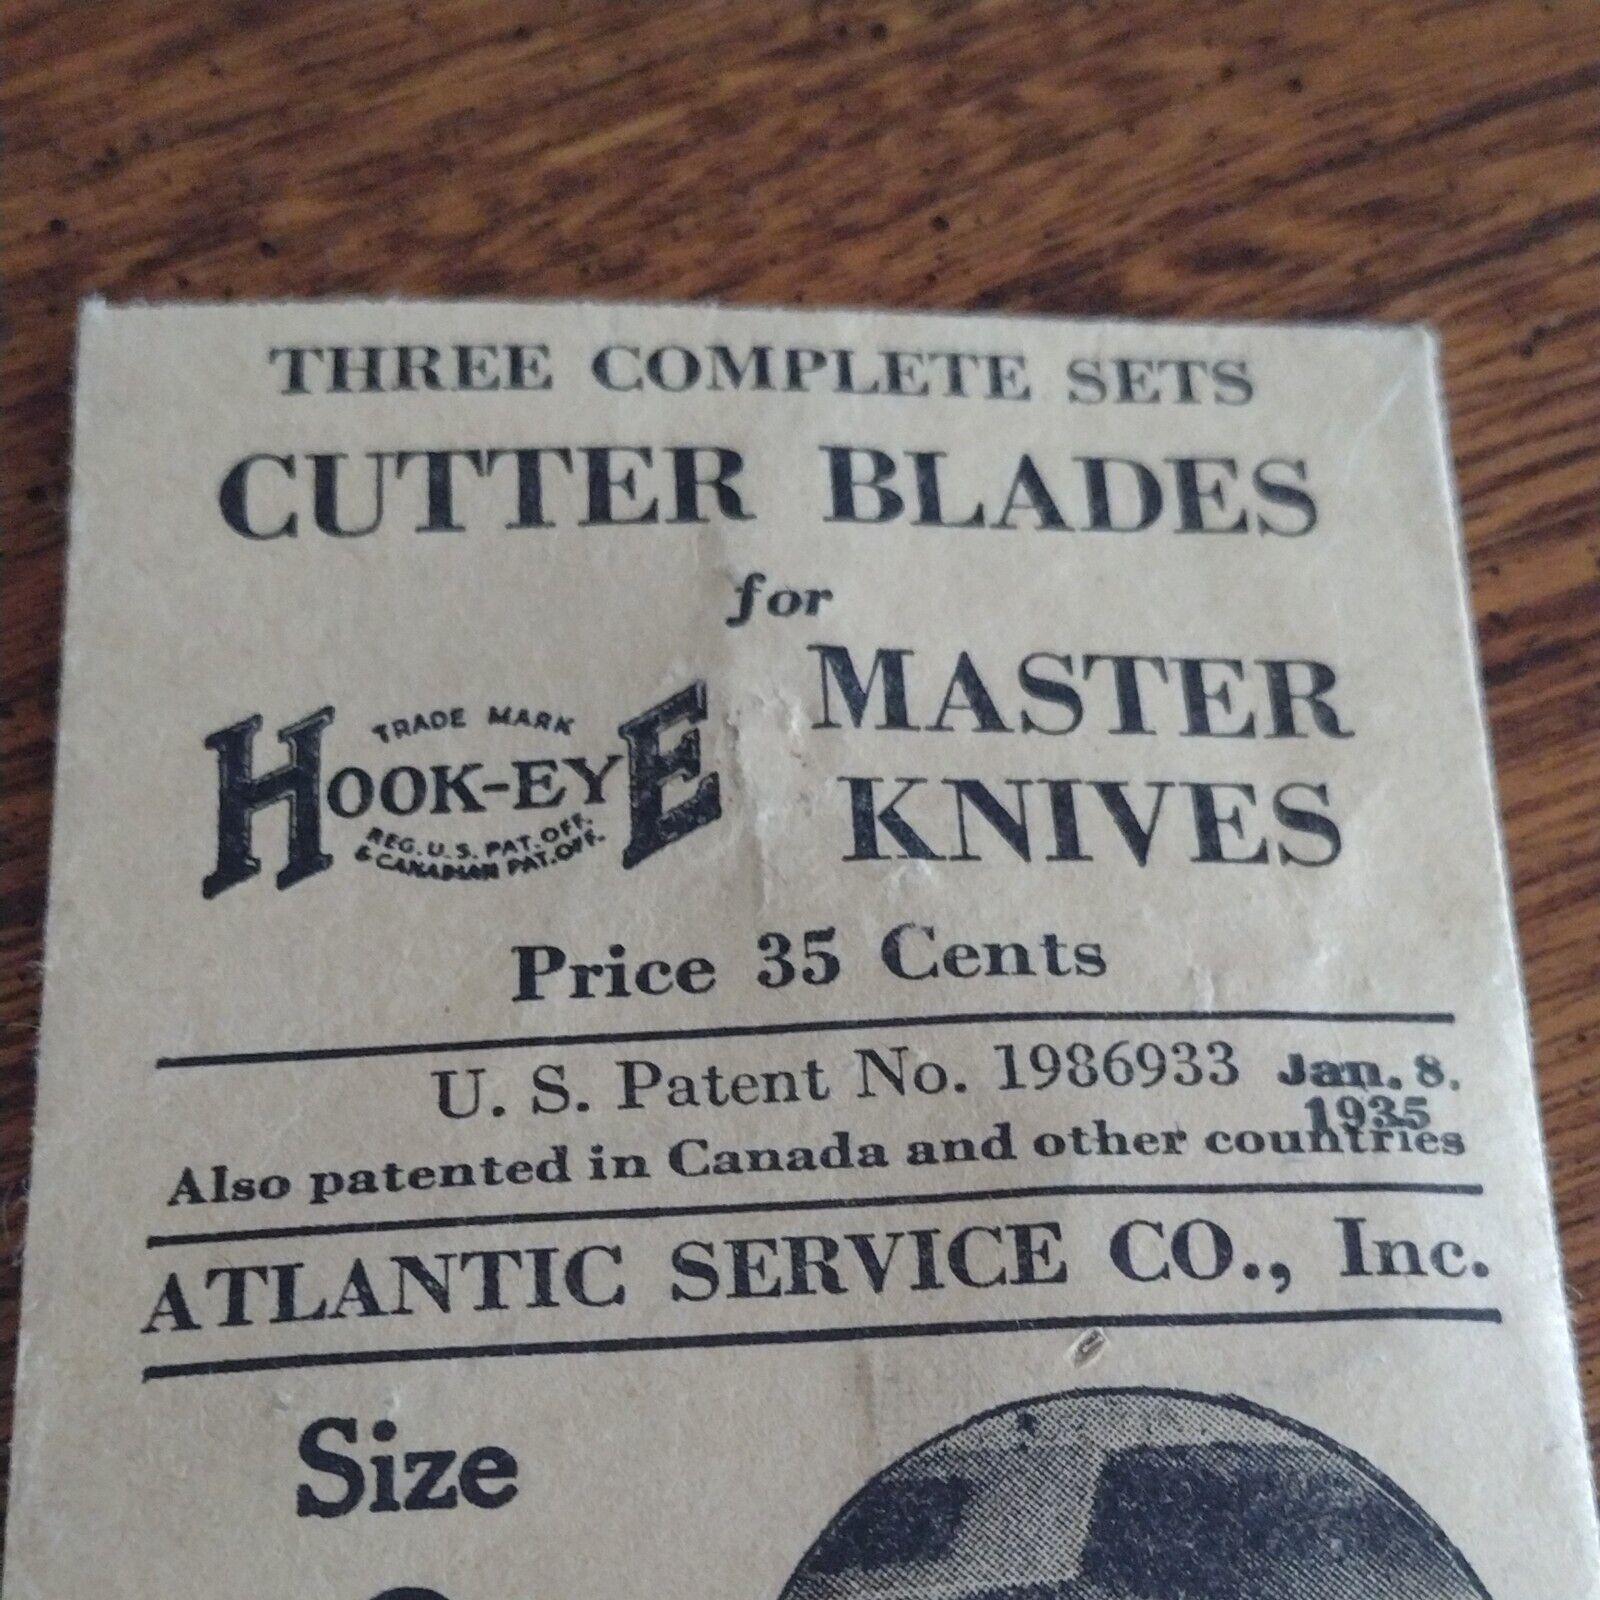 THREE COMPLETE SETS
CUTTER BLADES
for
TRADE MARK
HOOK-EYE
REG. U.S. PAT. OFF.
& CANADIAN PAT. OFF.
MASTER
KNIVES
Price 35 Cents
U. S. Patent No. 1986933 Jan. 8.
1935
Also patented in Canada and other countries
ATLANTIC SERVICE CO., Inc.
Size